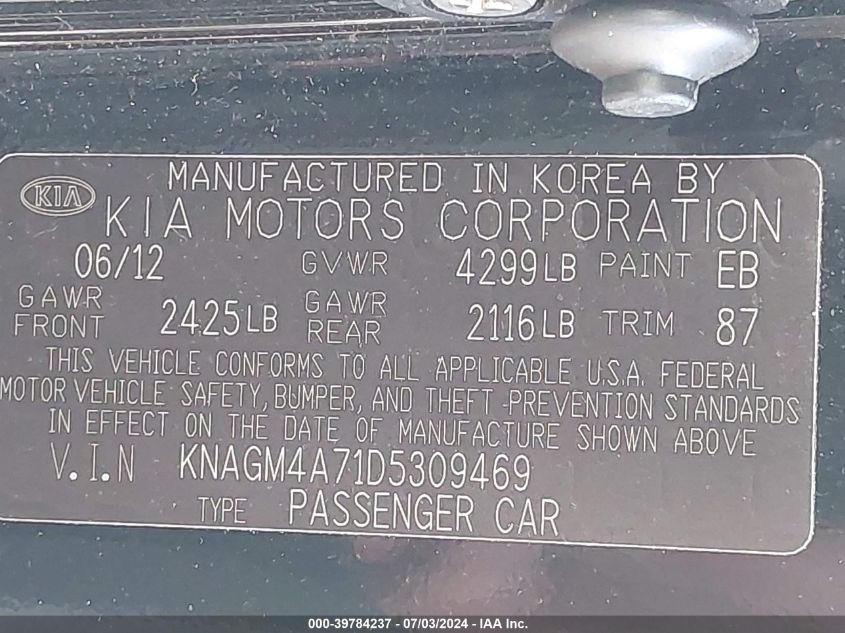 MANUFACTURED IN KOREA BY
KIA KIA MOTORS CORPORATION
06/12 GVWR 4299LB PAINT EB
GAWR FRONT 2425LB GAWR REAR 2116LB TRIM 87
THIS VEHICLE CONFORMS TO ALL APPLICABLE U.S.A. FEDERAL
MOTOR VEHICLE SAFETY, BUMPER, AND THEFT PREVENTION STANDARDS
IN EFFECT ON THE DATE OF MANUFACTURE SHOWN ABOVE
V.I.N KNAGM4A71D5309469
TYPE PASSENGER CAR
000-39784237 - 07/03/2024 - IAA Inc.